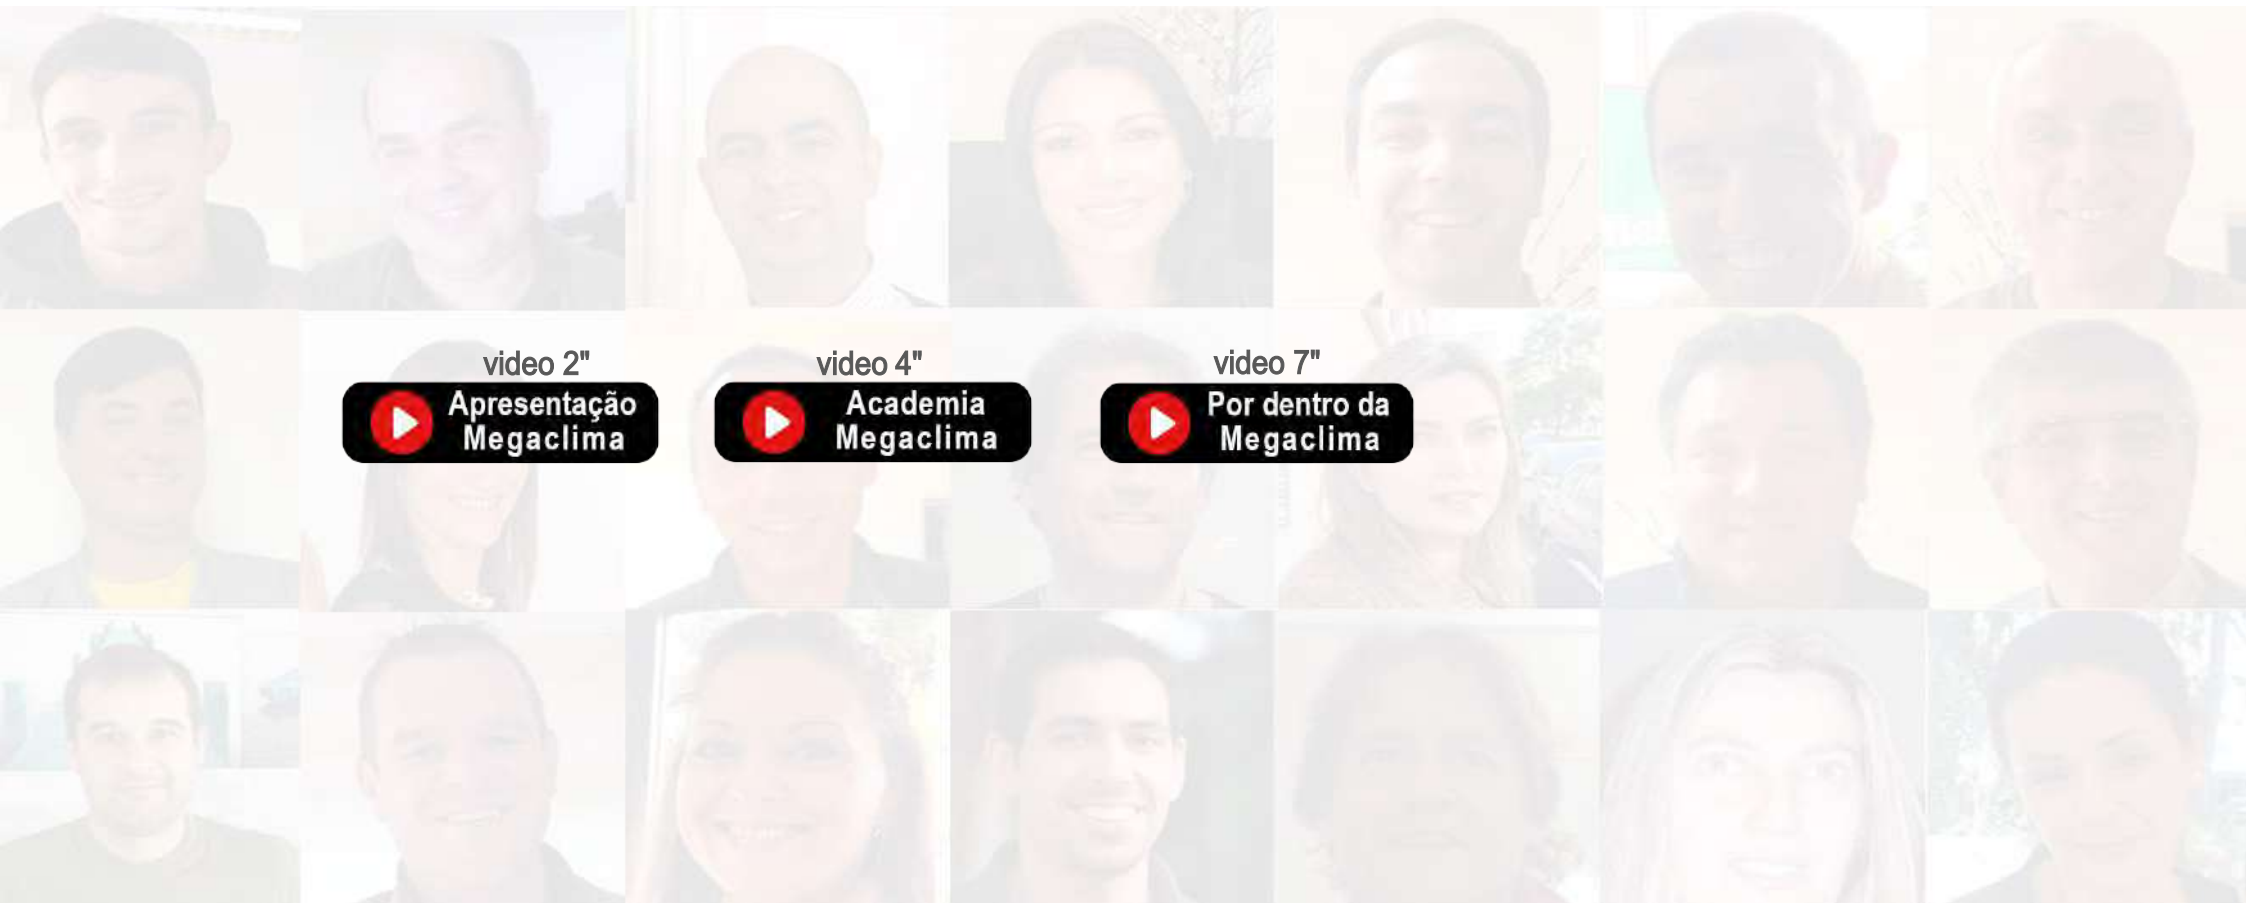 video 2"
Apresentação
Megaclima
video 4"
Academia
Megaclima
video 7"
Por dentro da
Megaclima